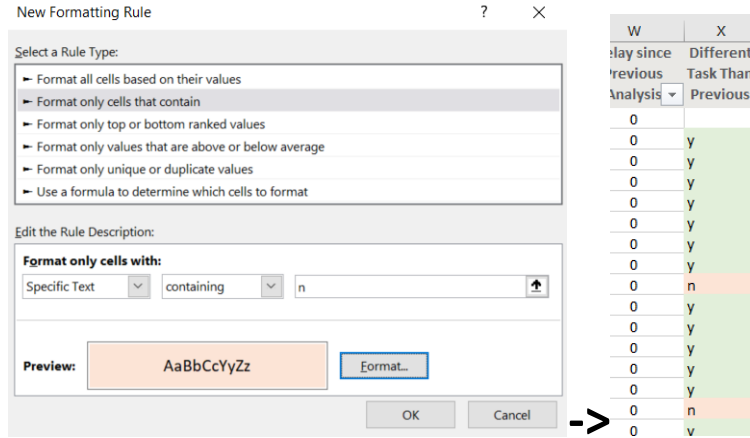 New Formatting Rule
?
Select a Rule Type:
► Format all cells based on their values
► Format only cells that contain
► Format only top or bottom ranked values
► Format only values that are above or below average
► Format only unique or duplicate values
► Use a formula to determine which cells to format
Edit the Rule Description:
Format only cells with:
Specific Text containing n
Preview: AaBbCcYyZz Format...
OK Cancel
->
W X
elay since Different
Previous Task Than
Analysis Previous
0
0 y
0 y
0 y
0 y
0 y
0 y
0 y
0 n
0 y
0 y
0 y
0 y
0 y
0 n
0 y